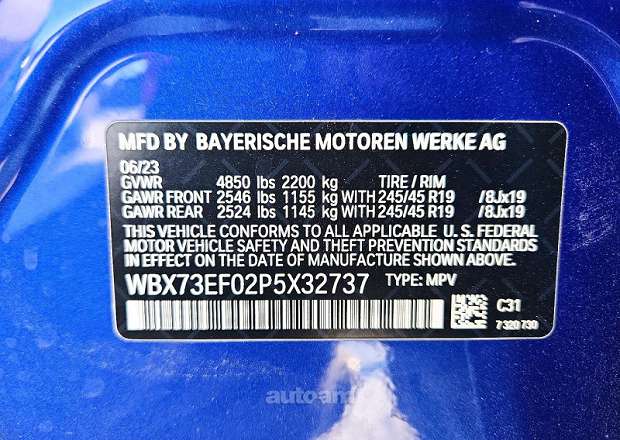 MFD BY BAYERISCHE MOTOREN WERKE AG
06/23
GVWR 4850 lbs 2200 kg TIRE / RIM
GAWR FRONT 2546 lbs 1155 kg WITH 245/45 R19 /8Jx19
GAWR REAR 2524 lbs 1145 kg WITH 245/45 R19 /8Jx19
THIS VEHICLE CONFORMS TO ALL APPLICABLE U. S. FEDERAL
MOTOR VEHICLE SAFETY AND THEFT PREVENTION STANDARDS
IN EFFECT ON THE DATE OF MANUFACTURE SHOWN ABOVE
WBX73EF02P5X32737 TYPE: MPV
C31
7 320 730